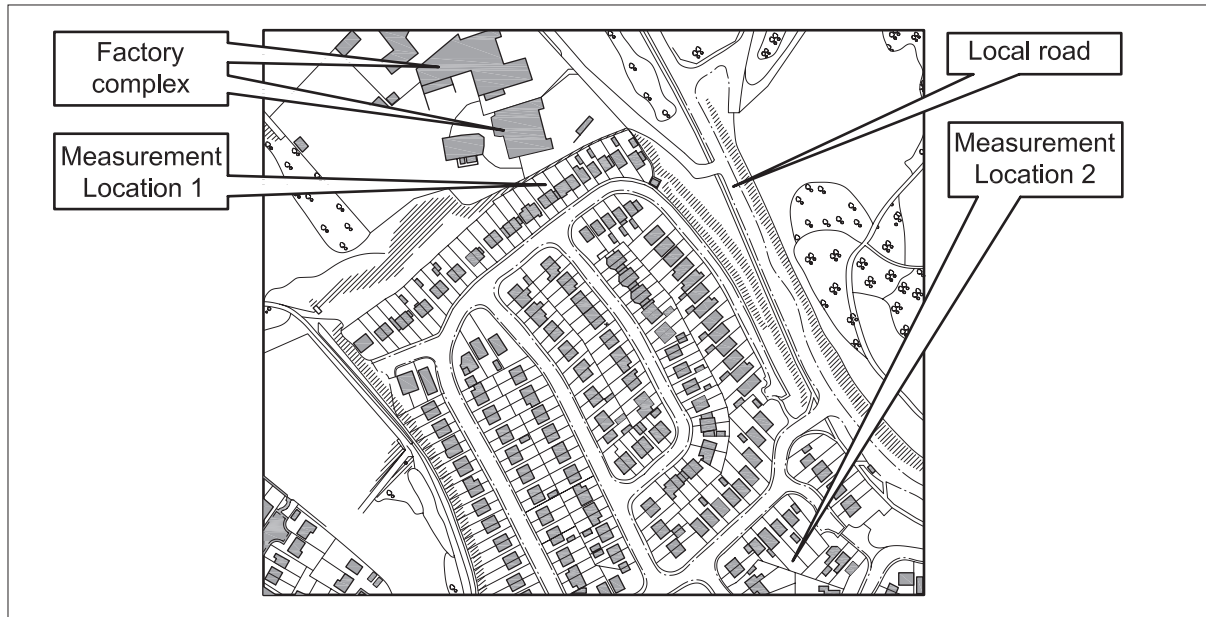 Factory
complex
Measurement
Location 1
Local road
Measurement
Location 2